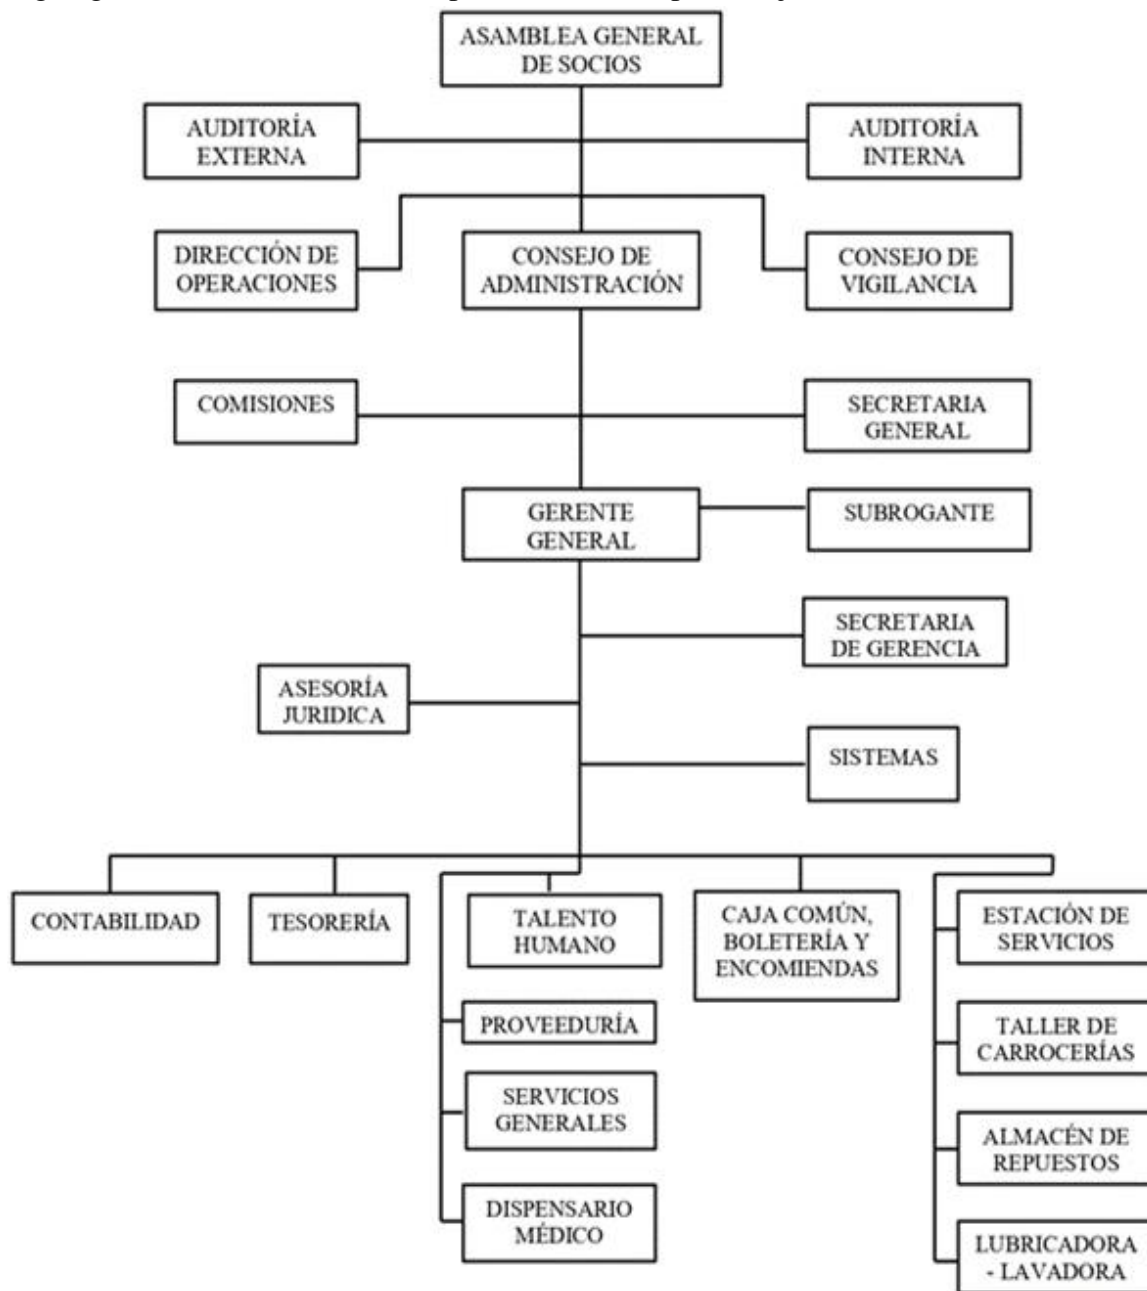 ASAMBLEA GENERAL
DE SOCIOS
AUDITORÍA
EXTERNA
AUDITORÍA
INTERNA
DIRECCIÓN DE
OPERACIONES
CONSEJO DE
ADMINISTRACIÓN
CONSEJO DE
VIGILANCIA
COMISIONES
SECRETARIA
GENERAL
GERENTE
GENERAL
SUBROGANTE
SECRETARIA
DE GERENCIA
ASESORÍA
JURIDICA
SISTEMAS
CONTABILIDAD
TESORERÍA
TALENTO
HUMANO
CAJA COMÚN,
BOLETERÍA Y
ENCOMIENDAS
ESTACIÓN DE
SERVICIOS
PROVEEDURÍA
TALLER DE
CARROCERÍAS
SERVICIOS
GENERALES
ALMACÉN DE
REPUESTOS
DISPENSARIO
MÉDICO
LUBRICADORA
- LAVADORA